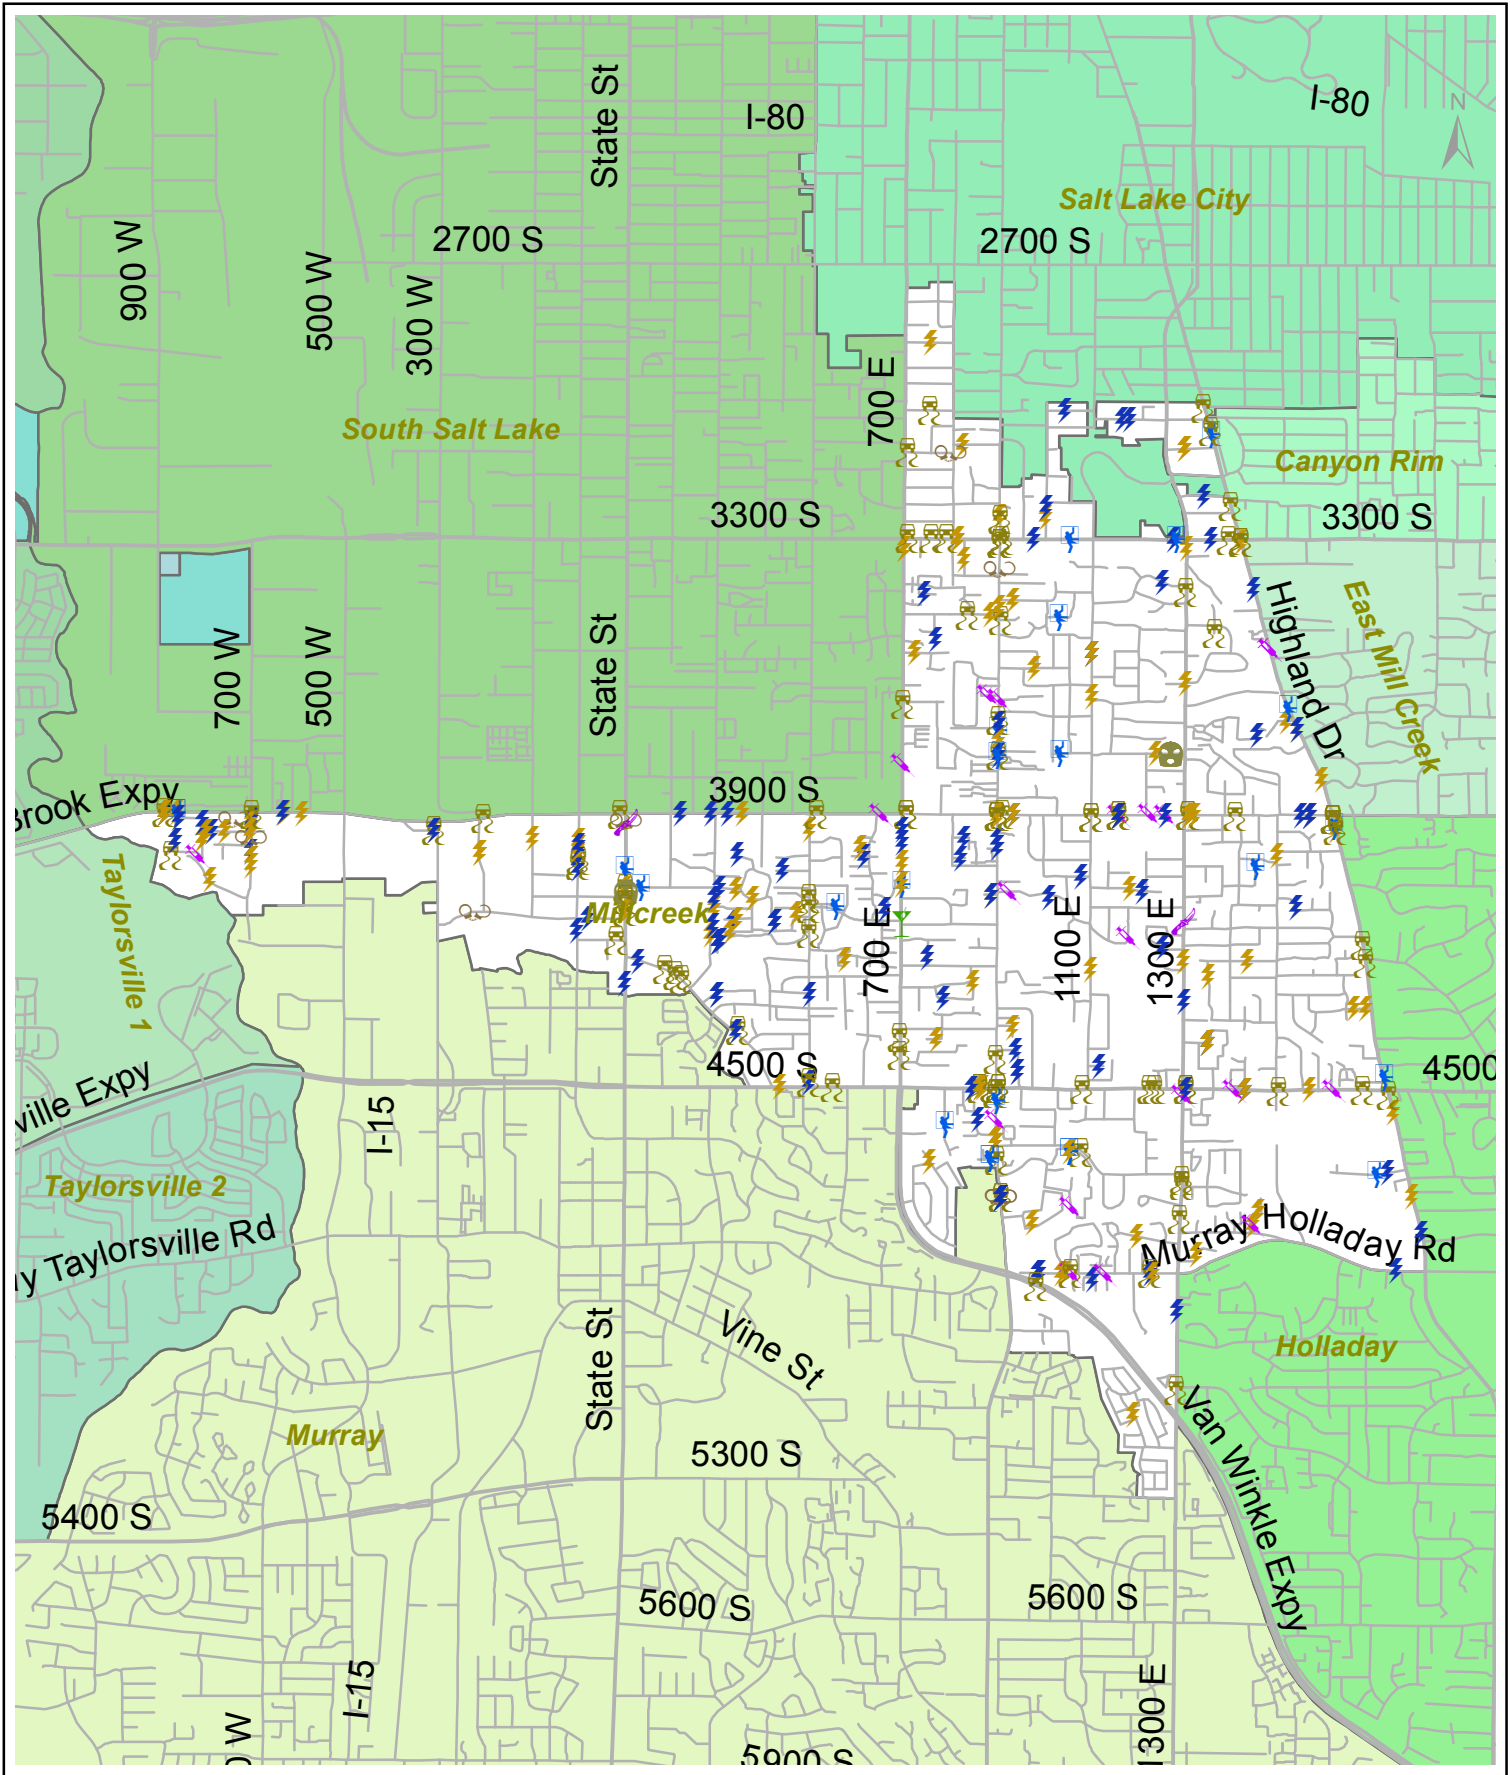 State St
I-80
I-80
N
Salt Lake City
900 W
2700 S
2700 S
500 W
300 W
700 E
South Salt Lake
Canyon Rim
3300 S
3300 S
Highland Dr
East Mill Creek
700 W
500 W
State St
Brook Expy
3900 S
Taylorsville 1
Millcreek
700 E
1100 E
1300 E
4500 S
4500
ville Expy
I-15
Taylorsville 2
y Taylorsville Rd
Murray Holladay Rd
State St
Vine St
Holladay
Van Winkle Expy
Murray
5300 S
5400 S
5600 S
5600 S
I-15
1300 E
0 W
5900 S